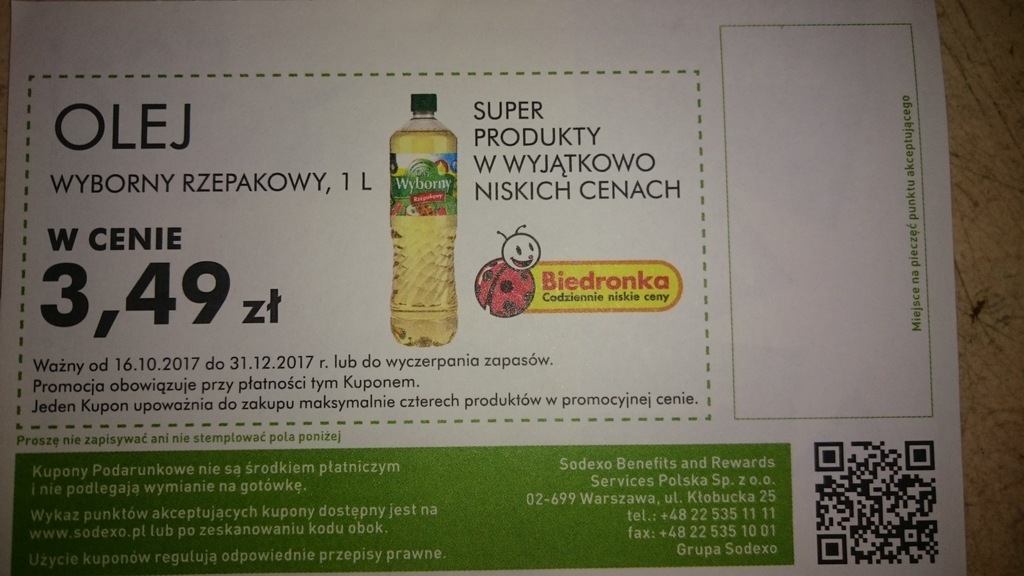 OLEJ
WYBORNY RZEPAKOWY, 1 L
W CENIE
3,49 zł
Wyborny
Rzepakowy
SUPER
PRODUKTY
W WYJĄTKOWO
NISKICH CENACH
Biedronka
Codziennie niskie ceny
Ważny od 16.10.2017 do 31.12.2017 r. lub do wyczerpania zapasów.
Promocja obowiązuje przy płatności tym Kuponem.
Jeden Kupon upoważnia do zakupu maksymalnie czterech produktów w promocyjnej cenie.
Miejsce na pieczęć punktu akceptującego
Proszę nie zapisywać ani nie stemplować pola poniżej
Kupony Podarunkowe nie są środkiem płatniczym
i nie podlegają wymianie na gotówkę.
Wykaz punktów akceptujących kupony dostępny jest na
www.sodexo.pl lub po zeskanowaniu kodu obok.
Użycie kuponów regulują odpowiednie przepisy prawne.
Sodexo Benefits and Rewards
Services Polska Sp. z o.o.
02-699 Warszawa, ul. Kłobucka 25
tel.: +48 22 535 11 11
fax: +48 22 535 10 01
Grupa Sodexo